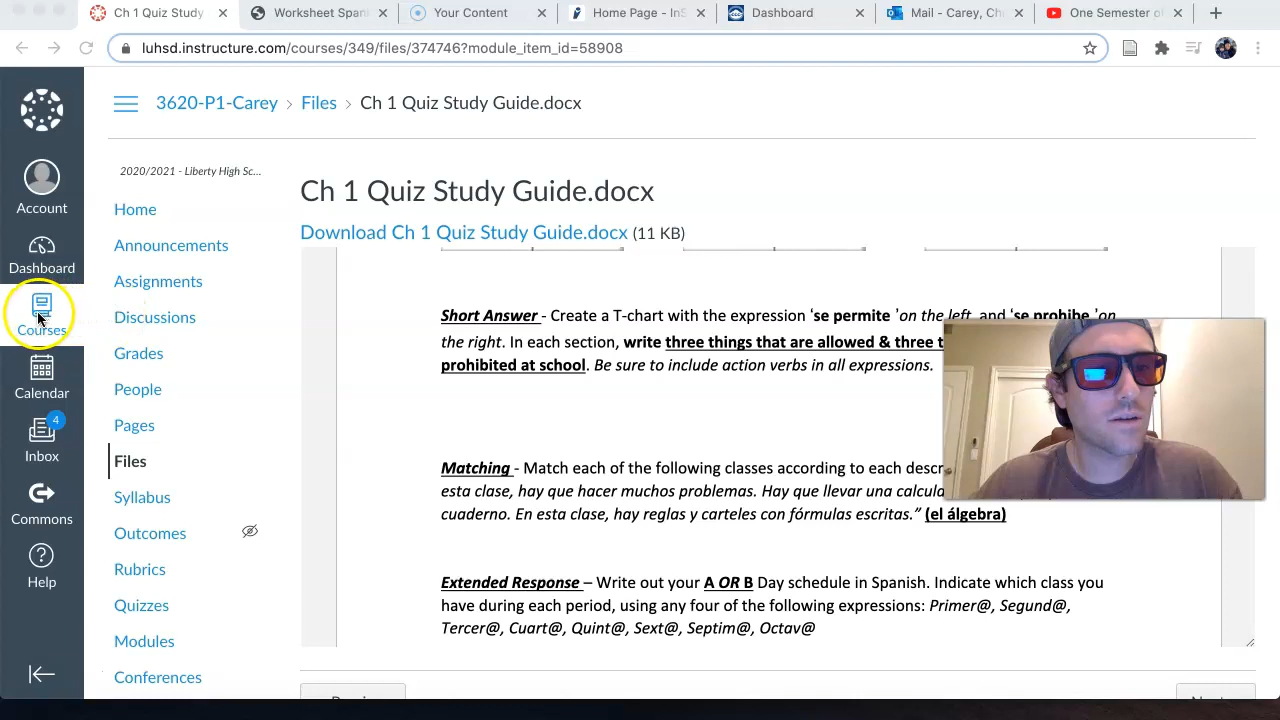 Ch 1 Quiz Study
Worksheet Span
Your Content
Home Page - InS
Dashboard
Mail - Carey, Ch
One Semester o
luhsd.instructure.com/courses/349/files/374746?module_item_id=58908
3620-P1-Carey > Files > Ch 1 Quiz Study Guide.docx
2020/2021 - Liberty High Sc...
Account
Dashboard
Courses
Calendar
4
Inbox
Commons
Help
Home
Announcements
Assignments
Discussions
Grades
People
Pages
Files
Syllabus
Outcomes
Rubrics
Quizzes
Modules
Conferences
Ch 1 Quiz Study Guide.docx
Download Ch 1 Quiz Study Guide.docx (11 KB)
Short Answer - Create a T-chart with the expression 'se permite 'on the left, and 'se prohibe 'on
the right. In each section, write three things that are allowed & three t
prohibited at school. Be sure to include action verbs in all expressions.
Matching - Match each of the following classes according to each descr
esta clase, hay que hacer muchos problemas. Hay que llevar una calcula
cuaderno. En esta clase, hay reglas y carteles con fórmulas escritas." (el álgebra)
Extended Response – Write out your A OR B Day schedule in Spanish. Indicate which class you
have during each period, using any four of the following expressions: Primer@, Segund@,
Tercer@, Cuart@, Quint@, Sext@, Septim@, Octav@